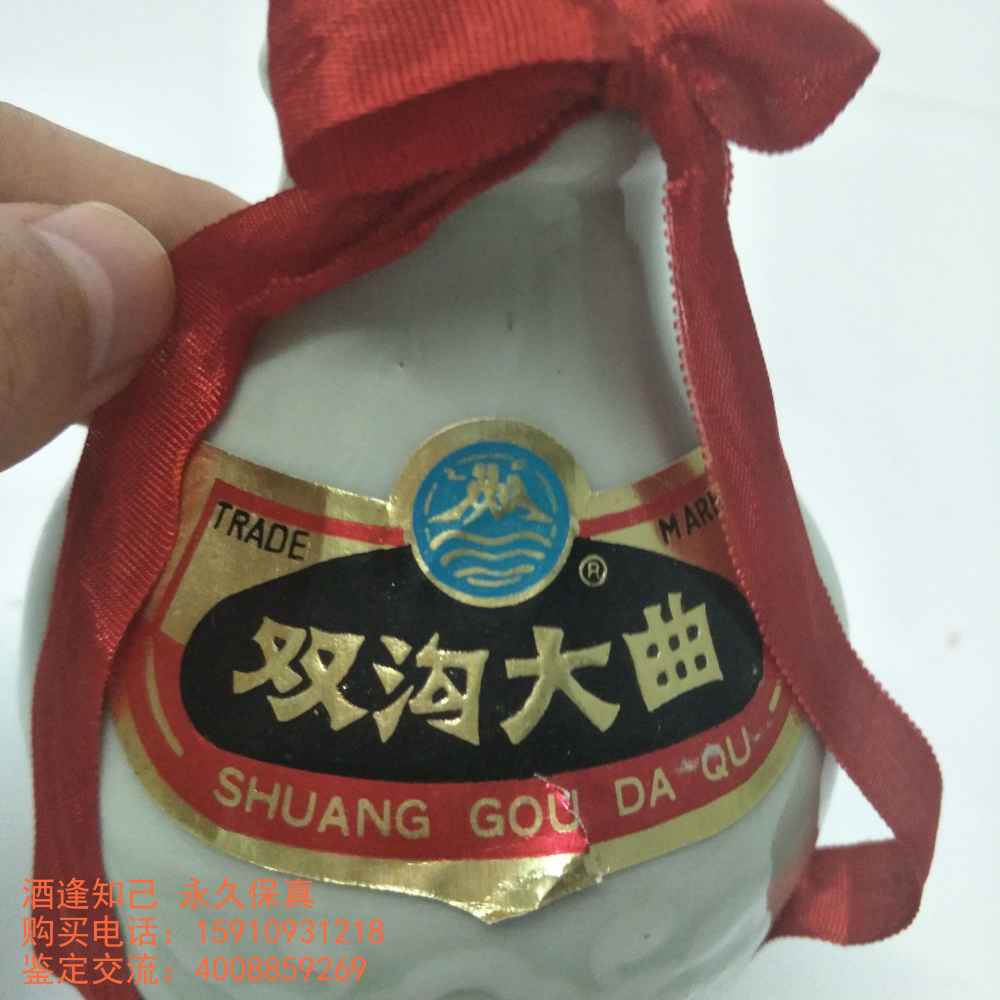 TRADE MARK
®
双沟大曲
SHUANG GOU DA QU
酒逢知己 永久保真
购买电话：15910931218
鉴定交流：4008859269